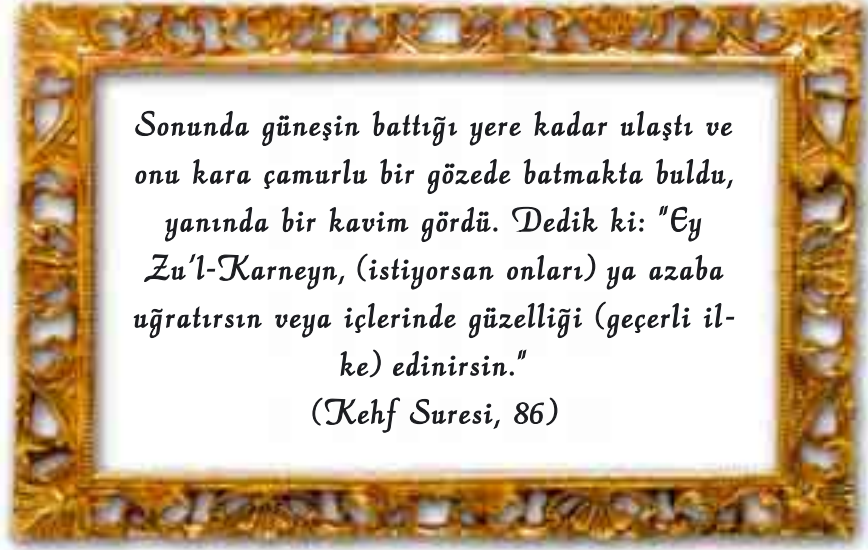 Sonunda güneşin battığı yere kadar ulaştı ve
onu kara çamurlu bir gözede batmakta buldu,
yanında bir kavim gördü. Dedik ki: "Ey
Zu'l-Karneyn, (istiyorsan onları) ya azaba
uğratırsın veya içlerinde güzelliği (geçerli il-
ke) edinirsin."
(Kehf Suresi, 86)